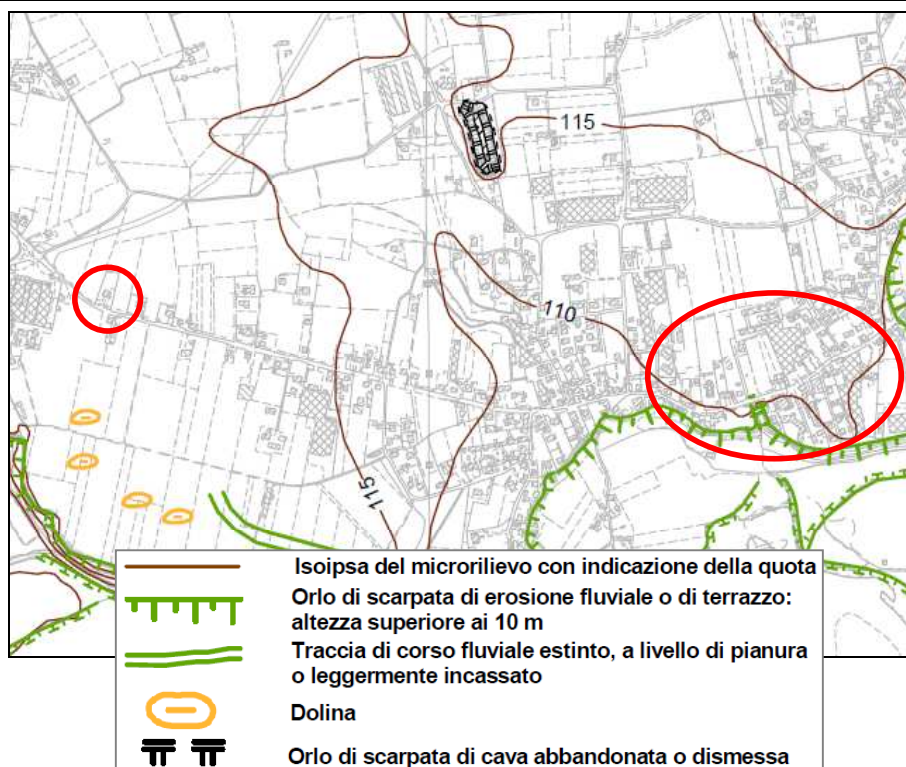 115
110
115
Isoipsa del microrilievo con indicazione della quota
Orlo di scarpata di erosione fluviale o di terrazzo:
altezza superiore ai 10 m
Traccia di corso fluviale estinto, a livello di pianura
o leggermente incassato
Dolina
Orlo di scarpata di cava abbandonata o dismessa